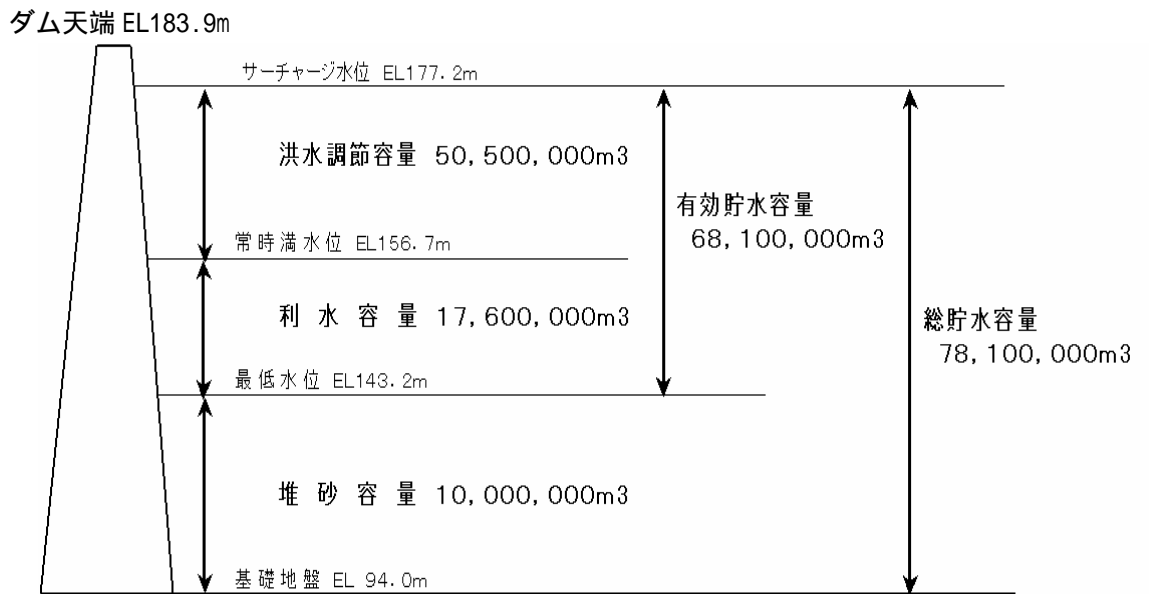 ダム天端 EL183.9m
サーチャージ水位 EL177.2m
洪水調節容量 50,500,000m3
有効貯水容量
68,100,000m3
常時満水位 EL156.7m
利水容量 17,600,000m3
総貯水容量
78,100,000m3
最低水位 EL143.2m
堆砂容量 10,000,000m3
基礎地盤 EL 94.0m